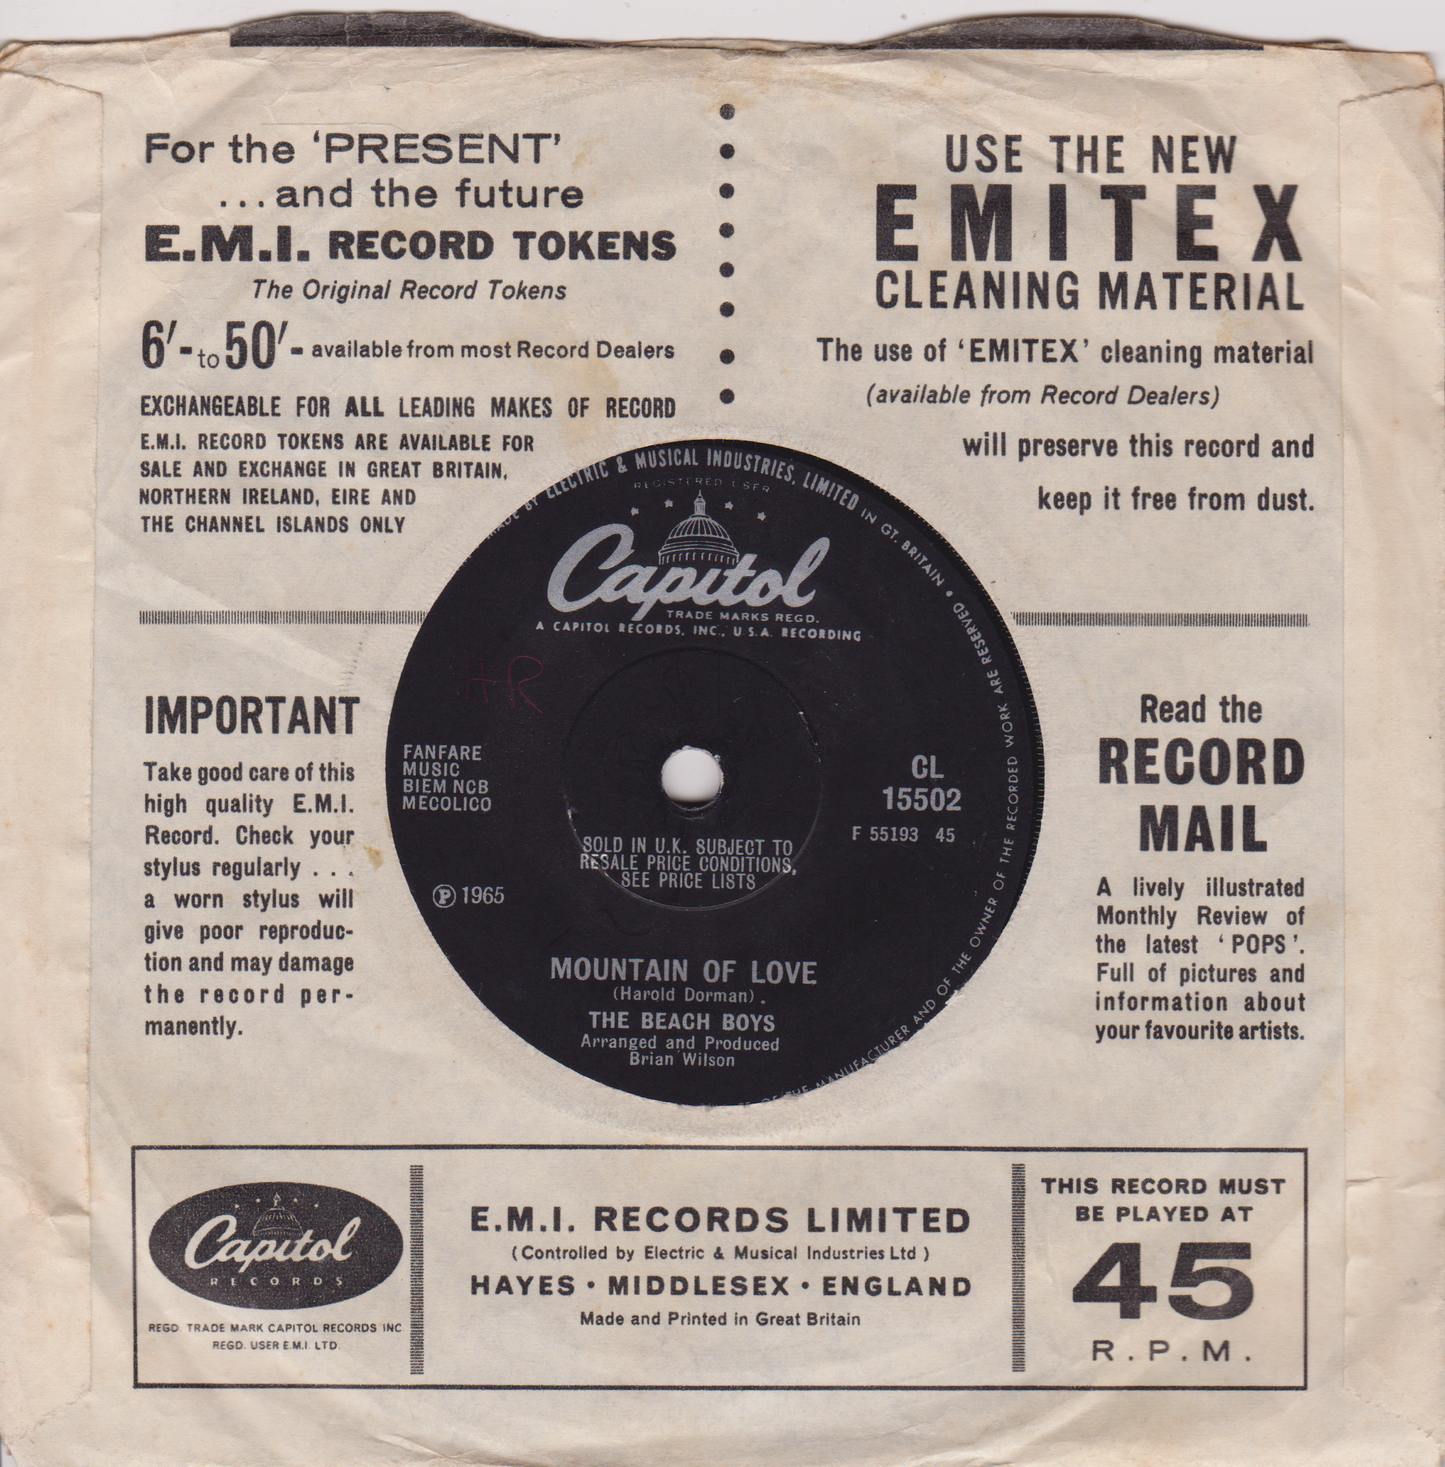 For the ‘PRESENT’
...and the future
E.M.I. RECORD TOKENS
The Original Record Tokens
6/- to 50/- available from most Record Dealers
EXCHANGEABLE FOR ALL LEADING MAKES OF RECORD
E.M.I. RECORD TOKENS ARE AVAILABLE FOR
SALE AND EXCHANGE IN GREAT BRITAIN,
NORTHERN IRELAND, EIRE AND
THE CHANNEL ISLANDS ONLY
USE THE NEW
EMITEX
CLEANING MATERIAL
The use of ‘EMITEX’ cleaning material
(available from Record Dealers)
will preserve this record and
keep it free from dust.
MADE BY ELECTRIC & MUSICAL INDUSTRIES, LIMITED IN GT. BRITAIN •
REGISTERED USER
Capitol
TRADE MARKS REGD.
A CAPITOL RECORDS, INC., U.S.A. RECORDING
HR
FANFARE
MUSIC
BIEM NCB
MECOLICO
CL
15502
F 55193 45
SOLD IN U.K. SUBJECT TO
RESALE PRICE CONDITIONS,
SEE PRICE LISTS
Ⓟ 1965
MOUNTAIN OF LOVE
(Harold Dorman).
THE BEACH BOYS
Arranged and Produced
Brian Wilson
OF THE MANUFACTURER AND OF THE OWNER OF THE RECORDED WORK ARE RESERVED
IMPORTANT
Take good care of this
high quality E.M.I.
Record. Check your
stylus regularly . . .
a worn stylus will
give poor reproduc-
tion and may damage
the record per-
manently.
Read the
RECORD
MAIL
A lively illustrated
Monthly Review of
the latest ‘POPS’.
Full of pictures and
information about
your favourite artists.
Capitol
RECORDS
REGD. TRADE MARK CAPITOL RECORDS INC
REGD. USER E.M.I. LTD.
E.M.I. RECORDS LIMITED
(Controlled by Electric & Musical Industries Ltd)
HAYES • MIDDLESEX • ENGLAND
Made and Printed in Great Britain
THIS RECORD MUST
BE PLAYED AT
45
R.P.M.